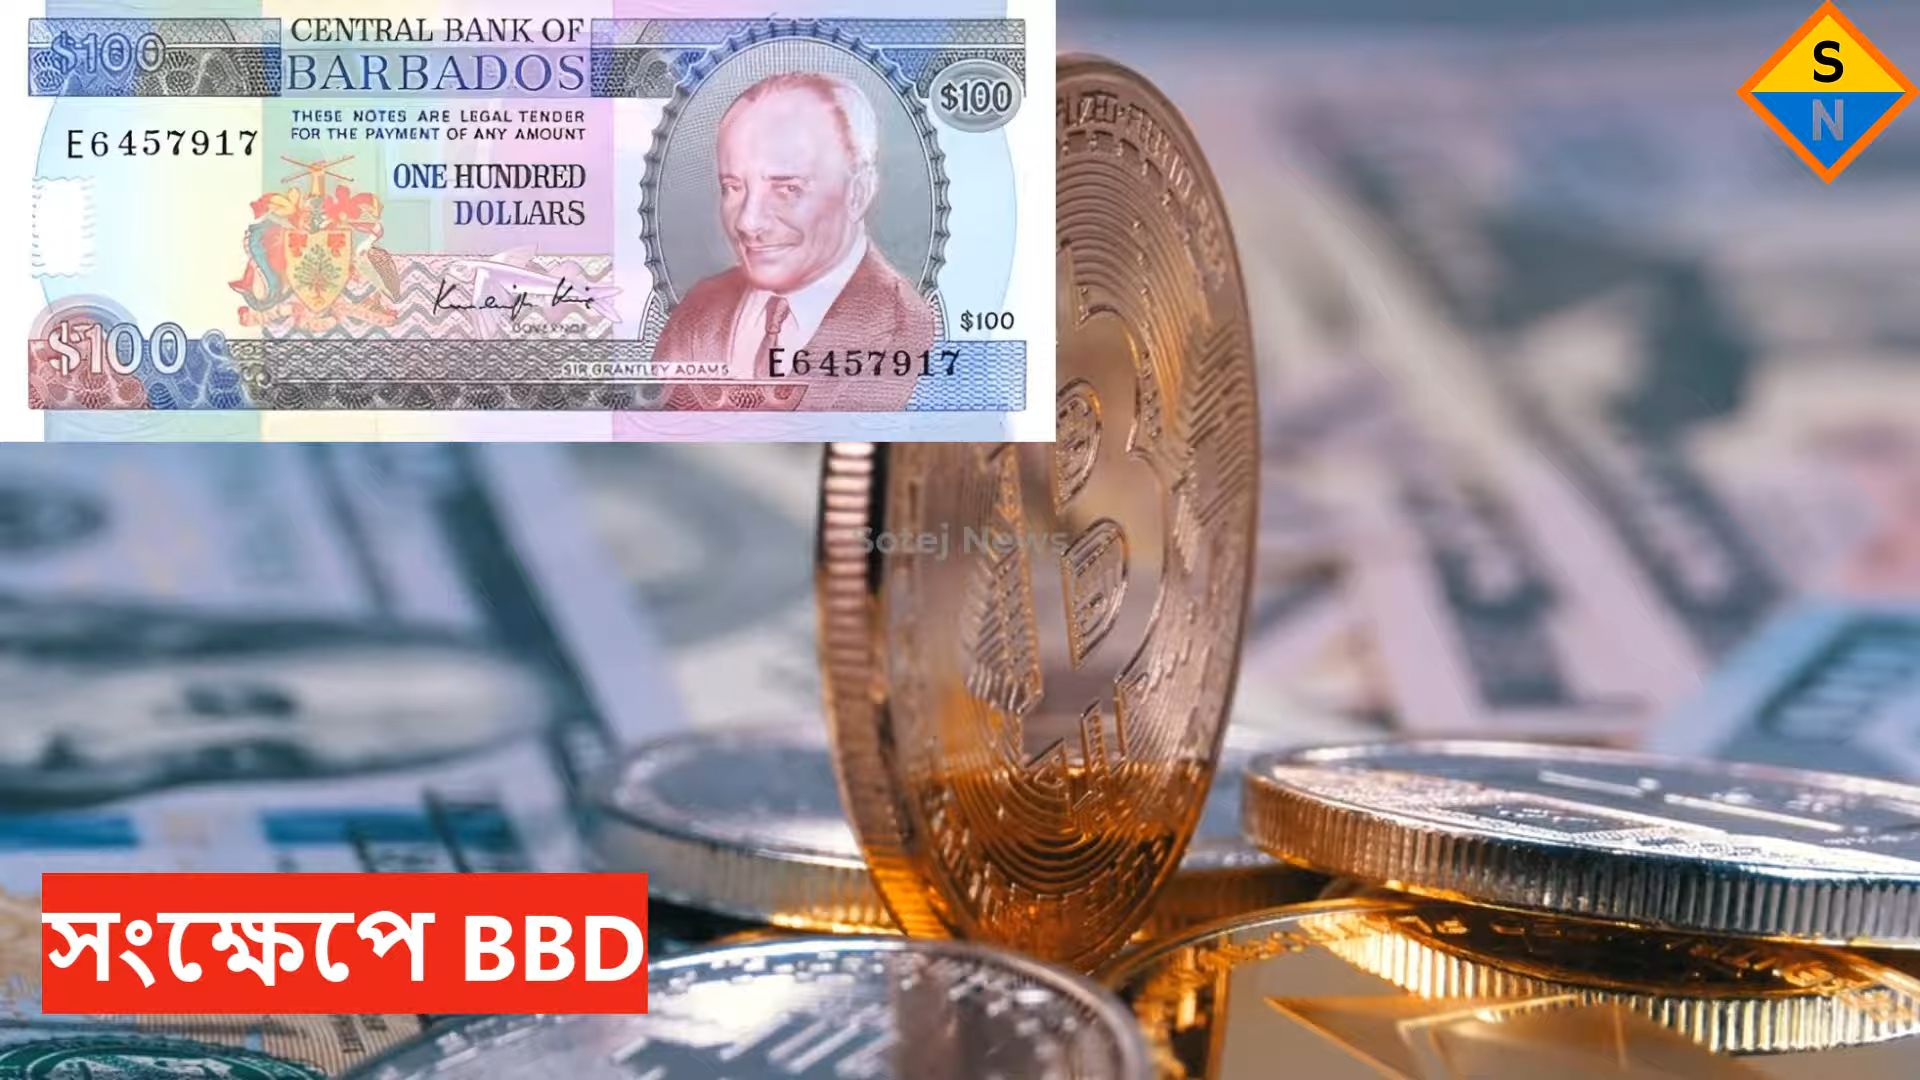 $100
CENTRAL BANK OF
BARBADOS
THESE NOTES ARE LEGAL TENDER
FOR THE PAYMENT OF ANY AMOUNT
$100
E6457917
ONE HUNDRED
DOLLARS
GOVERNOR
$100
$100
SIR GRANTLEY ADAMS
E6457917
S
N
Sotej News
সংক্ষেপে BBD